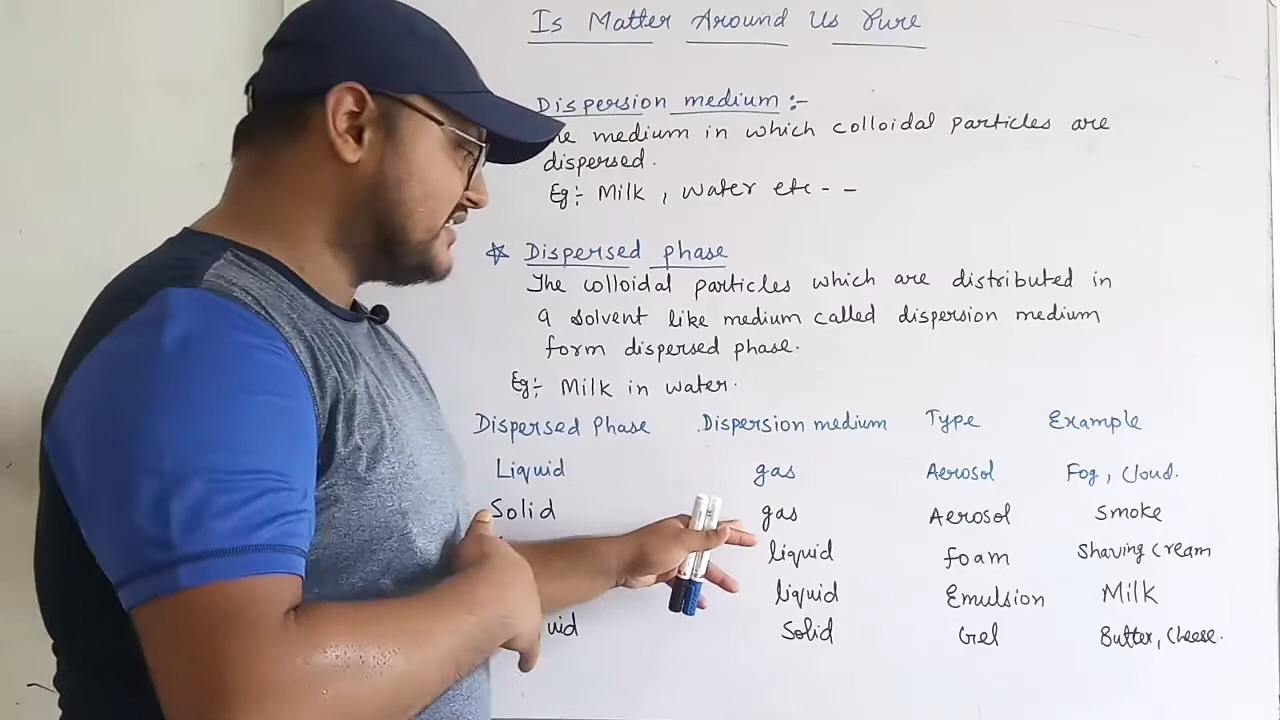 Is Matter Around Us Pure
Dispersion medium :-
medium in which colloidal particles are
dispersed.
Eg:- Milk , water etc - -
☆ Dispersed phase
The colloidal particles which are distributed in
a solvent like medium called dispersion medium
form dispersed phase.
Eg:- Milk in water.
Dispersed Phase Dispersion medium Type Example
Liquid gas Aerosol Fog, Cloud.
Solid gas Aerosol Smoke
liquid foam Shaving Cream
liquid Emulsion Milk
Solid Gel Butter, Cheese.